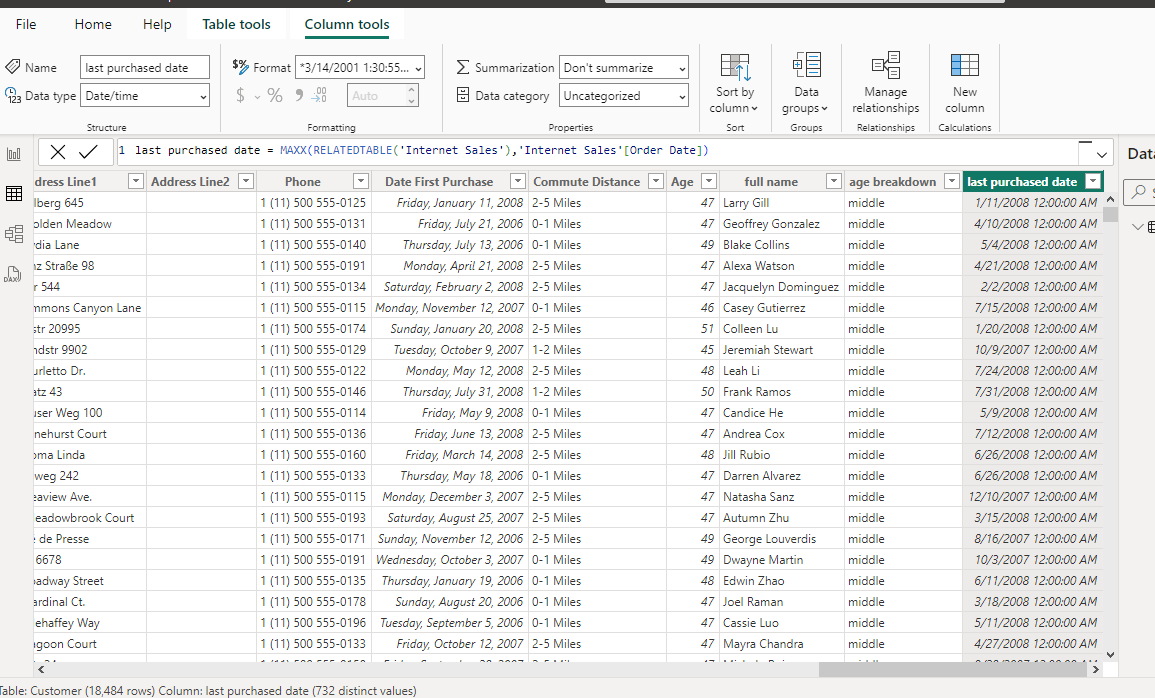 File Home Help Table tools Column tools
Name last purchased date $% Format *3/14/2001 1:30:55... Summarization Don't summarize
Data type Date/time $ % Auto Data category Uncategorized
Sort by column Data groups Manage relationships New column
Structure Formatting Properties Sort Groups Relationships Calculations
1 last purchased date = MAXX(RELATEDTABLE('Internet Sales'),'Internet Sales'[Order Date])
Data
dress Line1 Address Line2 Phone Date First Purchase Commute Distance Age full name age breakdown last purchased date
lberg 645 1 (11) 500 555-0125 Friday, January 11, 2008 2-5 Miles 47 Larry Gill middle 1/11/2008 12:00:00 AM
olden Meadow 1 (11) 500 555-0131 Friday, July 21, 2006 0-1 Miles 47 Geoffrey Gonzalez middle 4/10/2008 12:00:00 AM
dia Lane 1 (11) 500 555-0140 Thursday, July 13, 2006 0-1 Miles 49 Blake Collins middle 5/4/2008 12:00:00 AM
nz Straße 98 1 (11) 500 555-0191 Monday, April 21, 2008 2-5 Miles 47 Alexa Watson middle 4/21/2008 12:00:00 AM
r 544 1 (11) 500 555-0134 Saturday, February 2, 2008 2-5 Miles 47 Jacquelyn Dominguez middle 2/2/2008 12:00:00 AM
mmons Canyon Lane 1 (11) 500 555-0115 Monday, November 12, 2007 0-1 Miles 46 Casey Gutierrez middle 7/15/2008 12:00:00 AM
str 20995 1 (11) 500 555-0174 Sunday, January 20, 2008 2-5 Miles 51 Colleen Lu middle 1/20/2008 12:00:00 AM
ndstr 9902 1 (11) 500 555-0129 Tuesday, October 9, 2007 1-2 Miles 45 Jeremiah Stewart middle 10/9/2007 12:00:00 AM
urletto Dr. 1 (11) 500 555-0122 Monday, May 12, 2008 2-5 Miles 48 Leah Li middle 7/24/2008 12:00:00 AM
atz 43 1 (11) 500 555-0146 Thursday, July 31, 2008 1-2 Miles 50 Frank Ramos middle 7/31/2008 12:00:00 AM
user Weg 100 1 (11) 500 555-0114 Friday, May 9, 2008 0-1 Miles 47 Candice He middle 5/9/2008 12:00:00 AM
nehurst Court 1 (11) 500 555-0136 Friday, June 13, 2008 2-5 Miles 47 Andrea Cox middle 7/12/2008 12:00:00 AM
oma Linda 1 (11) 500 555-0160 Friday, March 14, 2008 2-5 Miles 48 Jill Rubio middle 6/26/2008 12:00:00 AM
weg 242 1 (11) 500 555-0133 Thursday, May 18, 2006 0-1 Miles 47 Darren Alvarez middle 6/26/2008 12:00:00 AM
eaview Ave. 1 (11) 500 555-0115 Monday, December 3, 2007 2-5 Miles 47 Natasha Sanz middle 12/10/2007 12:00:00 AM
eadowbrook Court 1 (11) 500 555-0193 Saturday, August 25, 2007 2-5 Miles 47 Autumn Zhu middle 3/15/2008 12:00:00 AM
e de Presse 1 (11) 500 555-0171 Sunday, November 12, 2006 2-5 Miles 49 George Louverdis middle 8/16/2007 12:00:00 AM
6678 1 (11) 500 555-0191 Wednesday, October 3, 2007 0-1 Miles 49 Dwayne Martin middle 10/3/2007 12:00:00 AM
oadway Street 1 (11) 500 555-0135 Thursday, January 19, 2006 0-1 Miles 48 Edwin Zhao middle 6/11/2008 12:00:00 AM
ardinal Ct. 1 (11) 500 555-0178 Sunday, August 20, 2006 0-1 Miles 47 Joel Raman middle 3/18/2008 12:00:00 AM
ehaffey Way 1 (11) 500 555-0196 Tuesday, September 5, 2006 0-1 Miles 47 Cassie Luo middle 5/11/2008 12:00:00 AM
agoon Court 1 (11) 500 555-0133 Friday, October 12, 2007 2-5 Miles 47 Mayra Chandra middle 4/27/2008 12:00:00 AM
Table: Customer (18,484 rows) Column: last purchased date (732 distinct values)